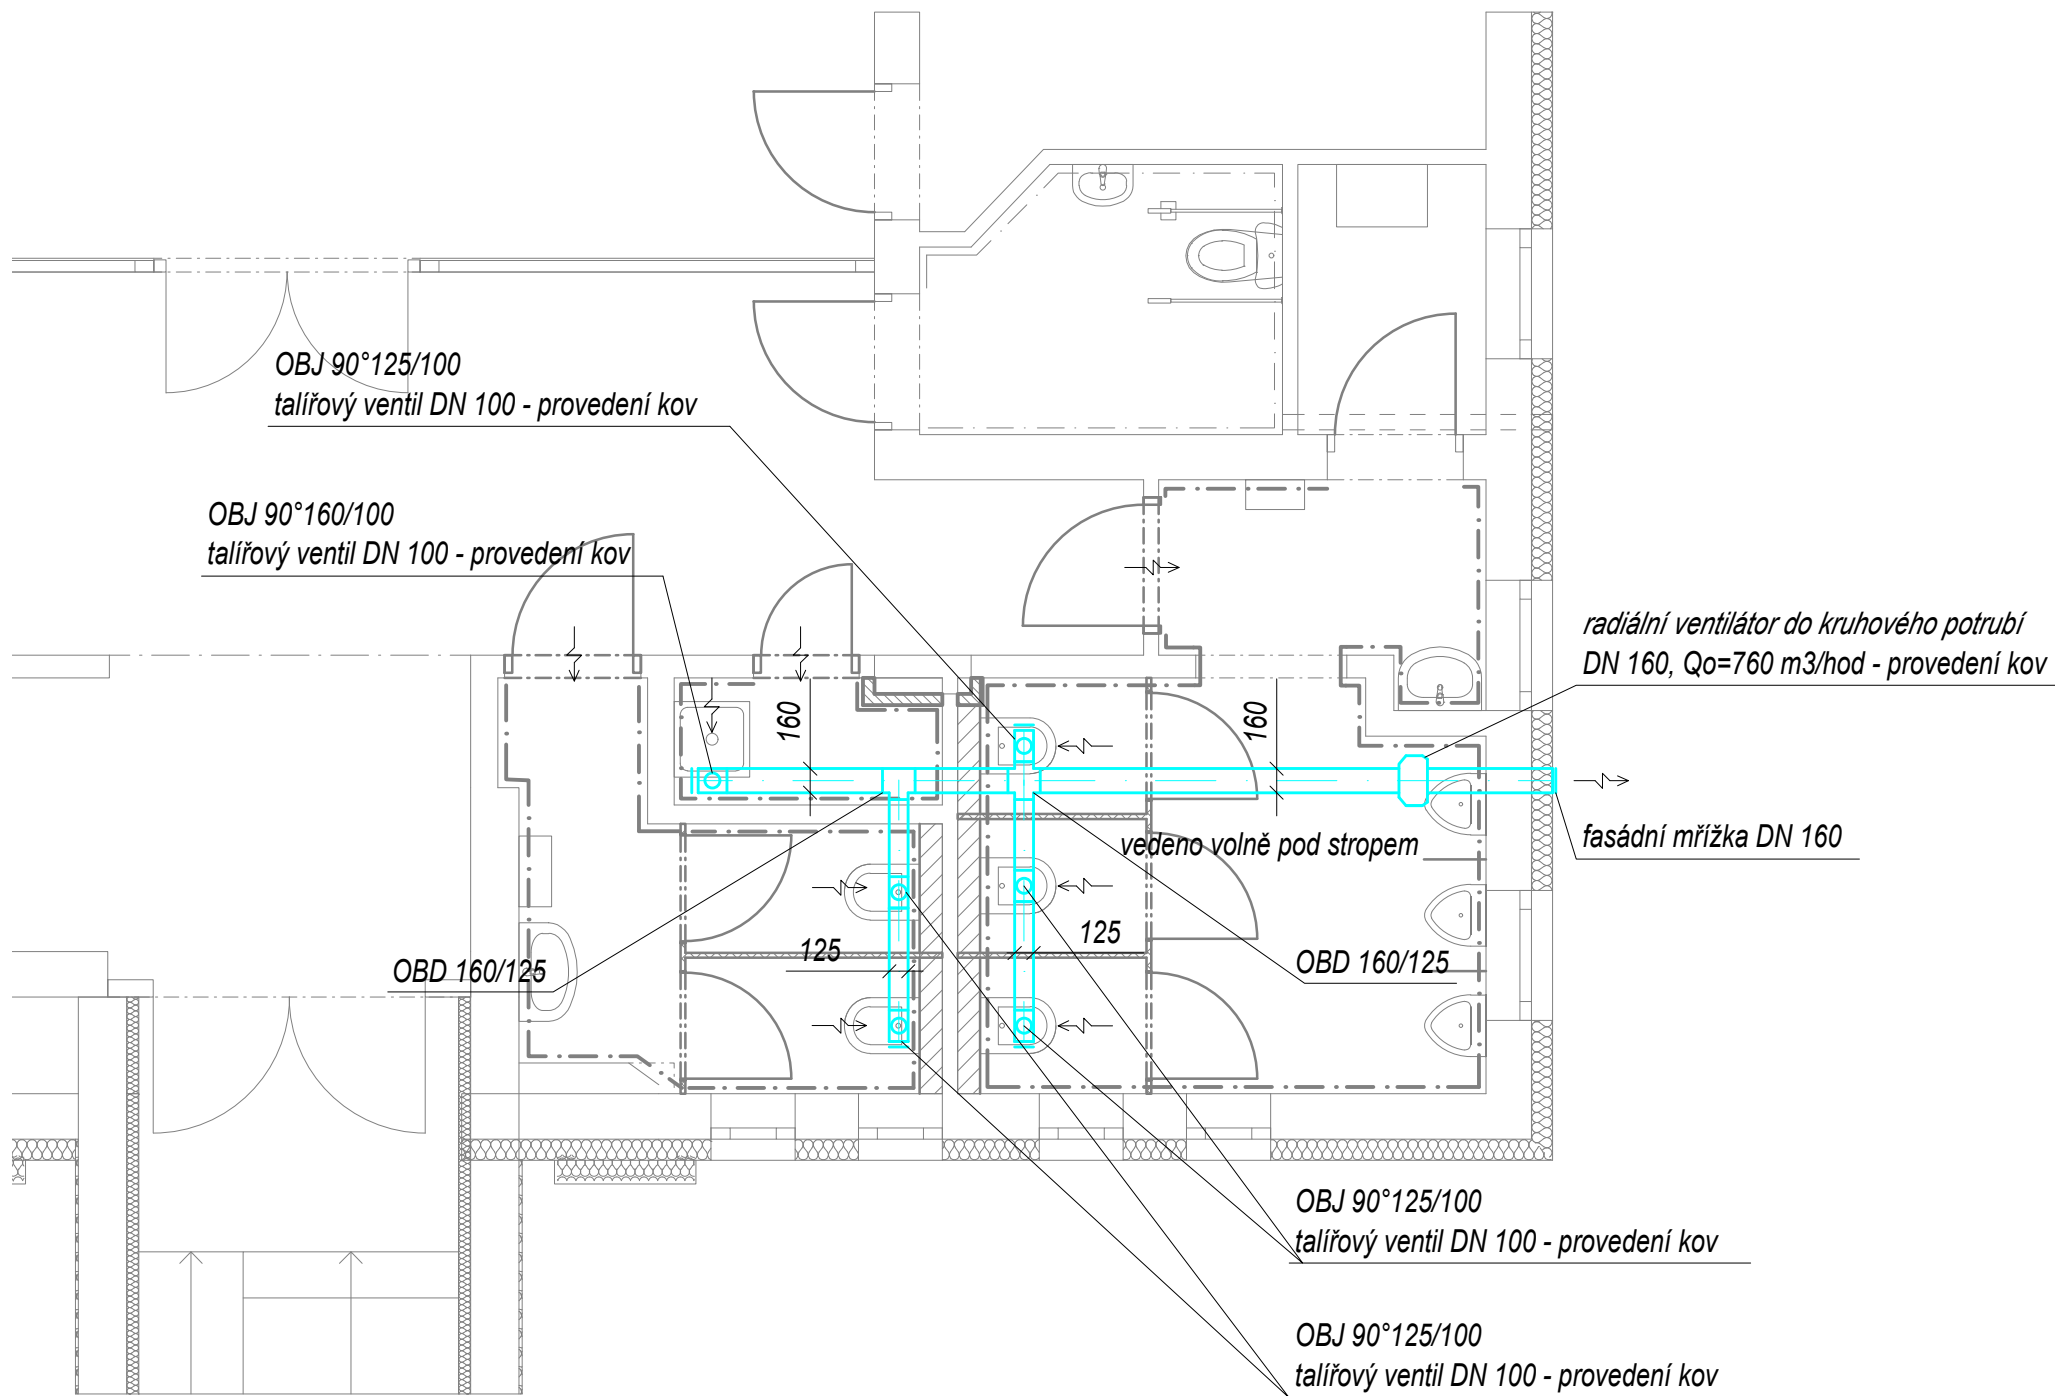 OBJ 90°125/100
talířový ventil DN 100 - provedení kov
OBJ 90°160/100
talířový ventil DN 100 - provedení kov
radiální ventilátor do kruhového potrubí
DN 160, Qo=760 m3/hod - provedení kov
160
160
fasádní mřížka DN 160
vedeno volně pod stropem
125
125
OBD 160/125
OBD 160/125
OBJ 90°125/100
talířový ventil DN 100 - provedení kov
OBJ 90°125/100
talířový ventil DN 100 - provedení kov